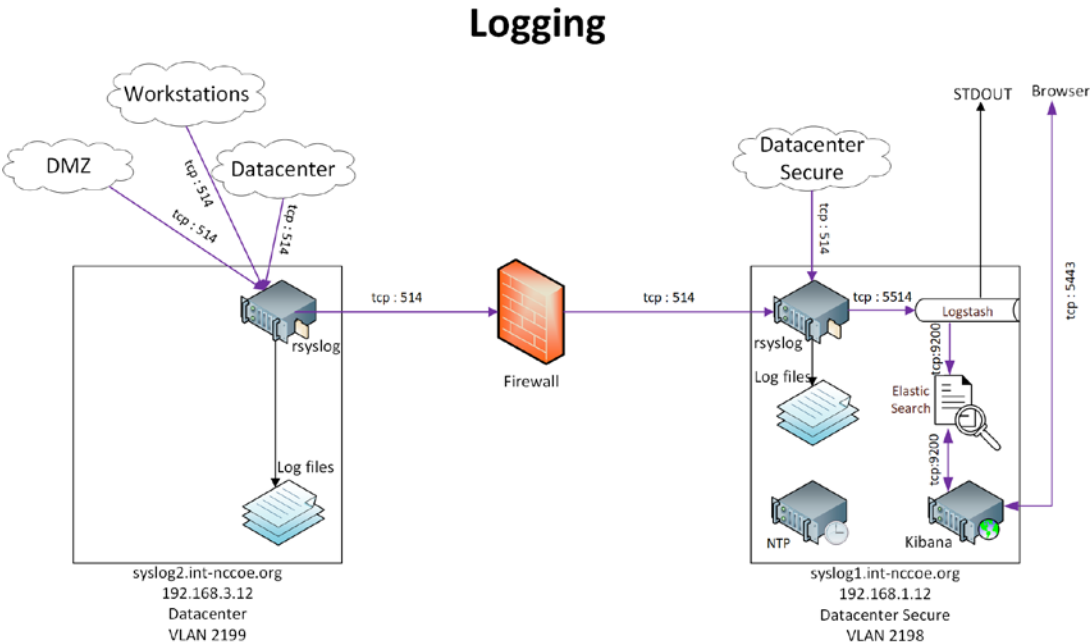 Logging
Workstations
DMZ
Datacenter
tcp : 514
tcp : 514
tcp : 514
rsyslog
Log files
tcp : 514
Firewall
tcp : 514
Datacenter
Secure
tcp : 514
rsyslog
Log files
tcp : 5514
STDOUT
Browser
Logstash
tcp : 5443
tcp:9200
Elastic
Search
tcp:9200
NTP
Kibana
syslog2.int-nccoe.org
192.168.3.12
Datacenter
VLAN 2199
syslog1.int-nccoe.org
192.168.1.12
Datacenter Secure
VLAN 2198